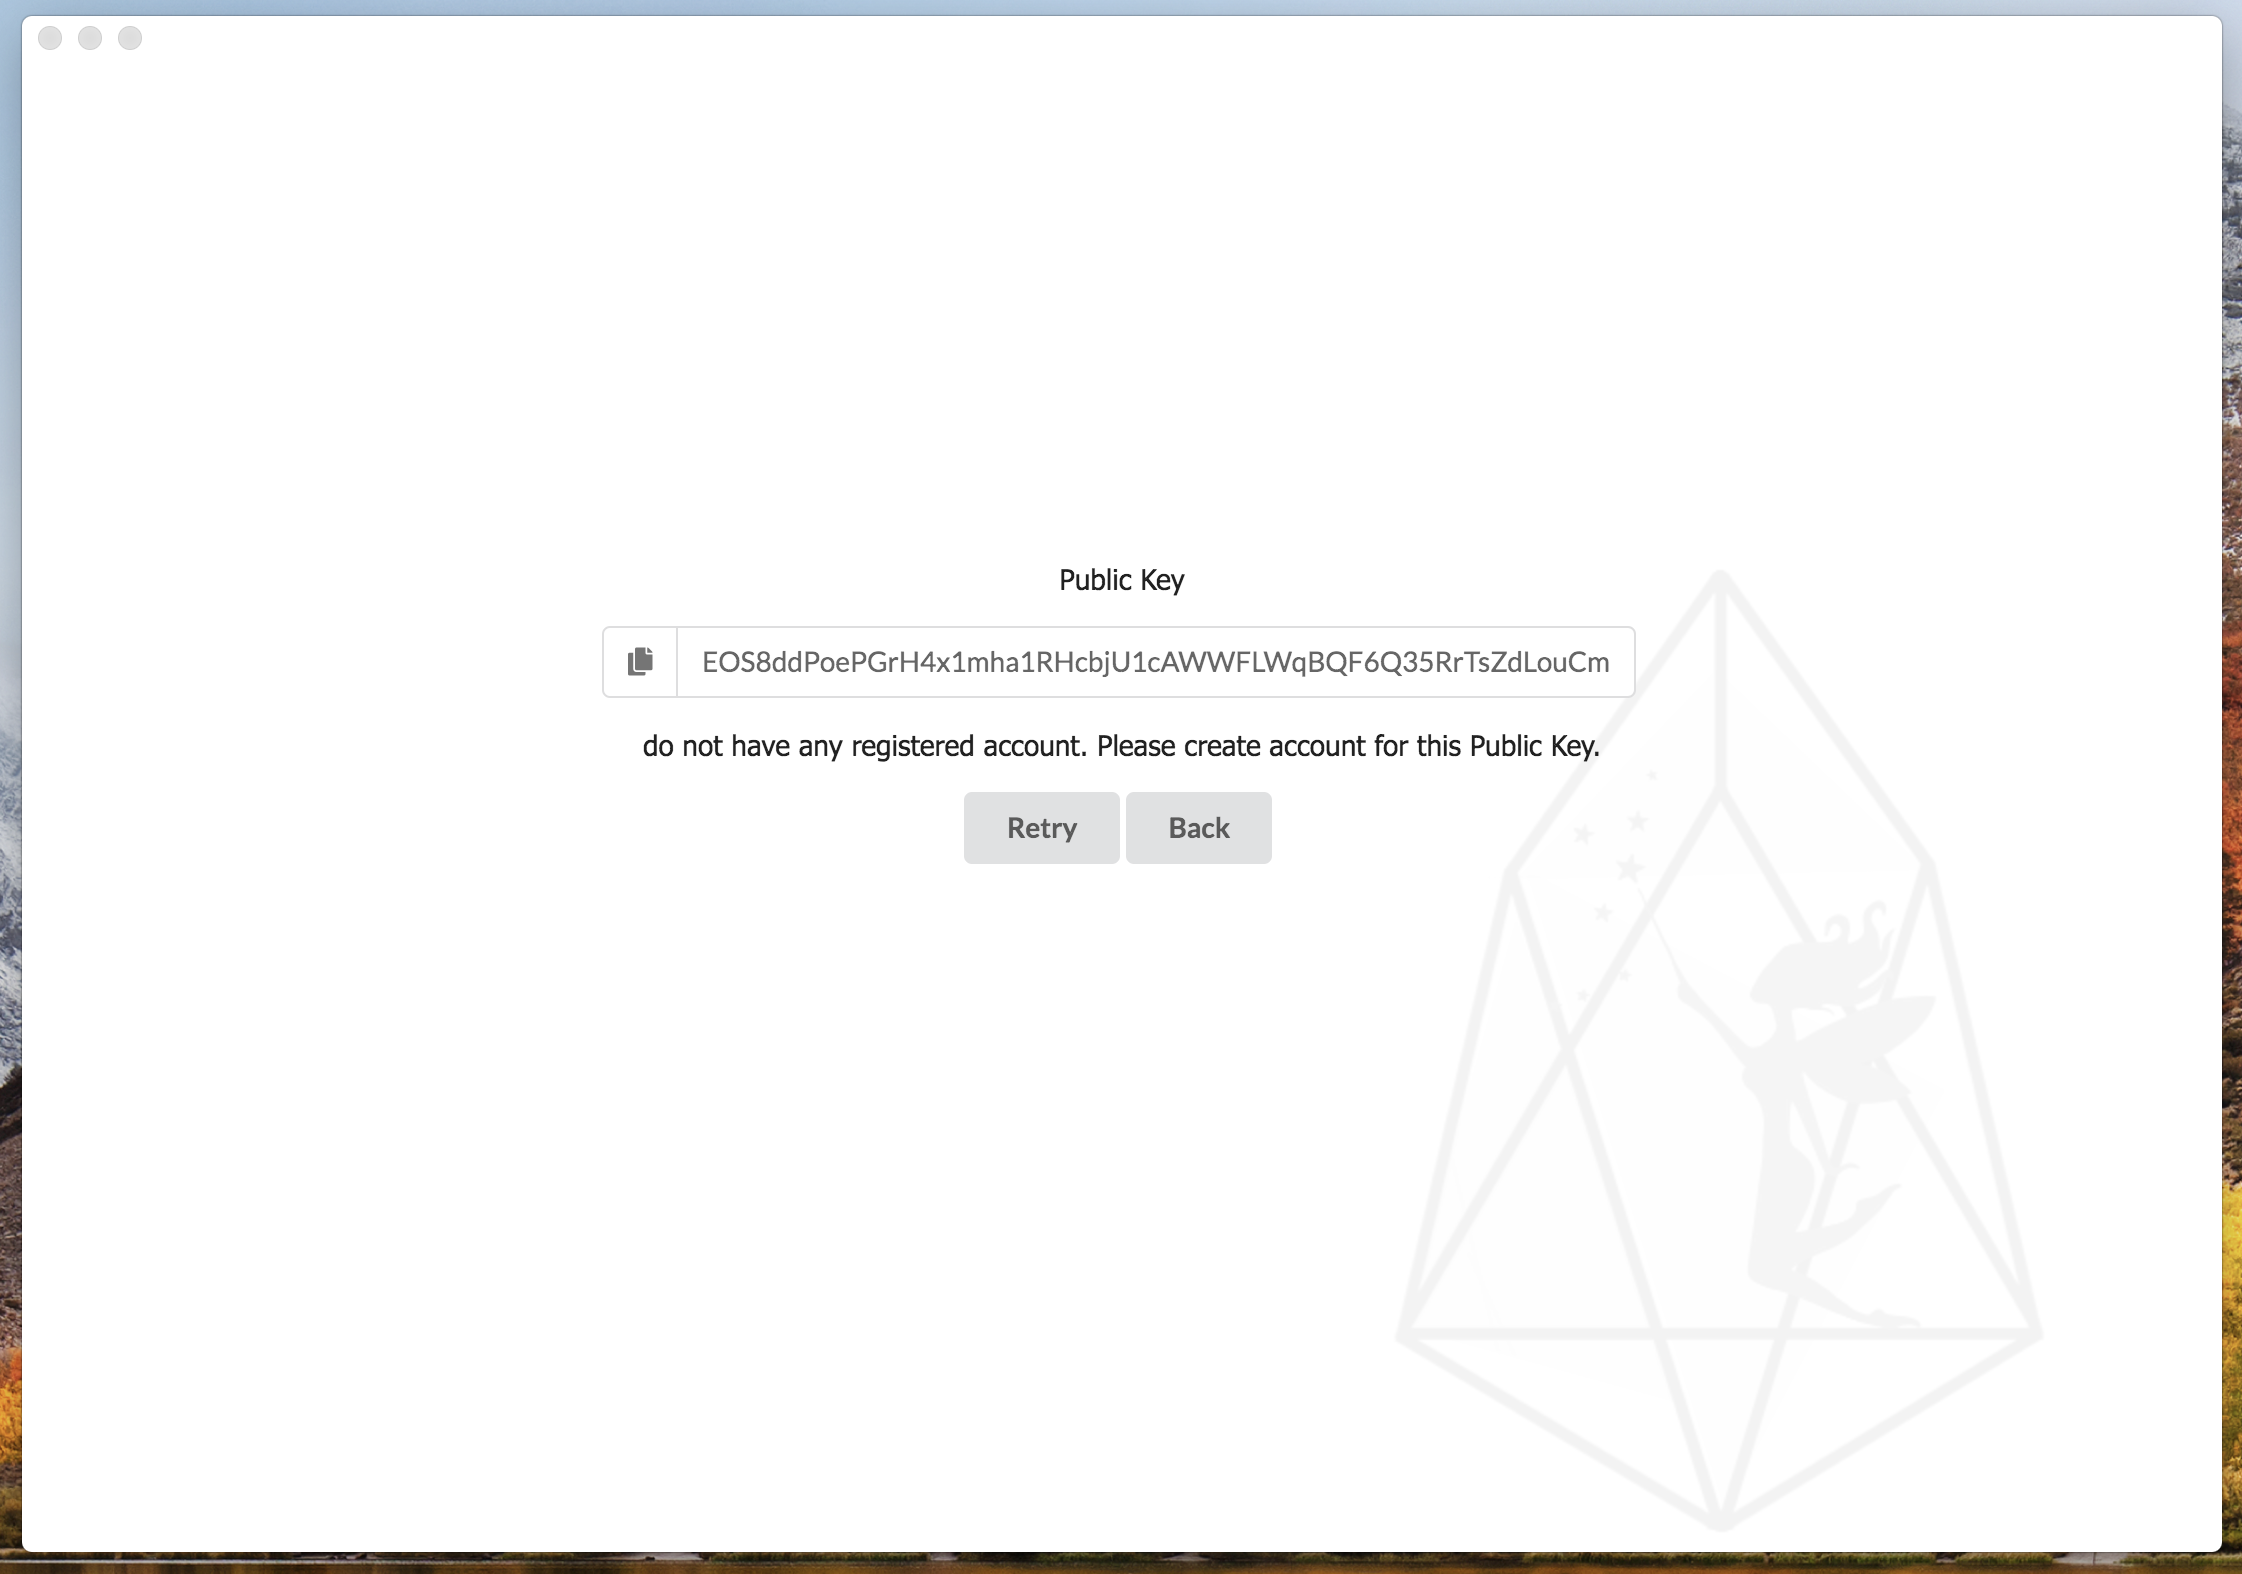 Public Key
EOS8ddPoePGrH4x1mha1RHcbjU1cAWWFLWqBQF6Q35RrTsZdLouCm
do not have any registered account. Please create account for this Public Key.
Retry Back